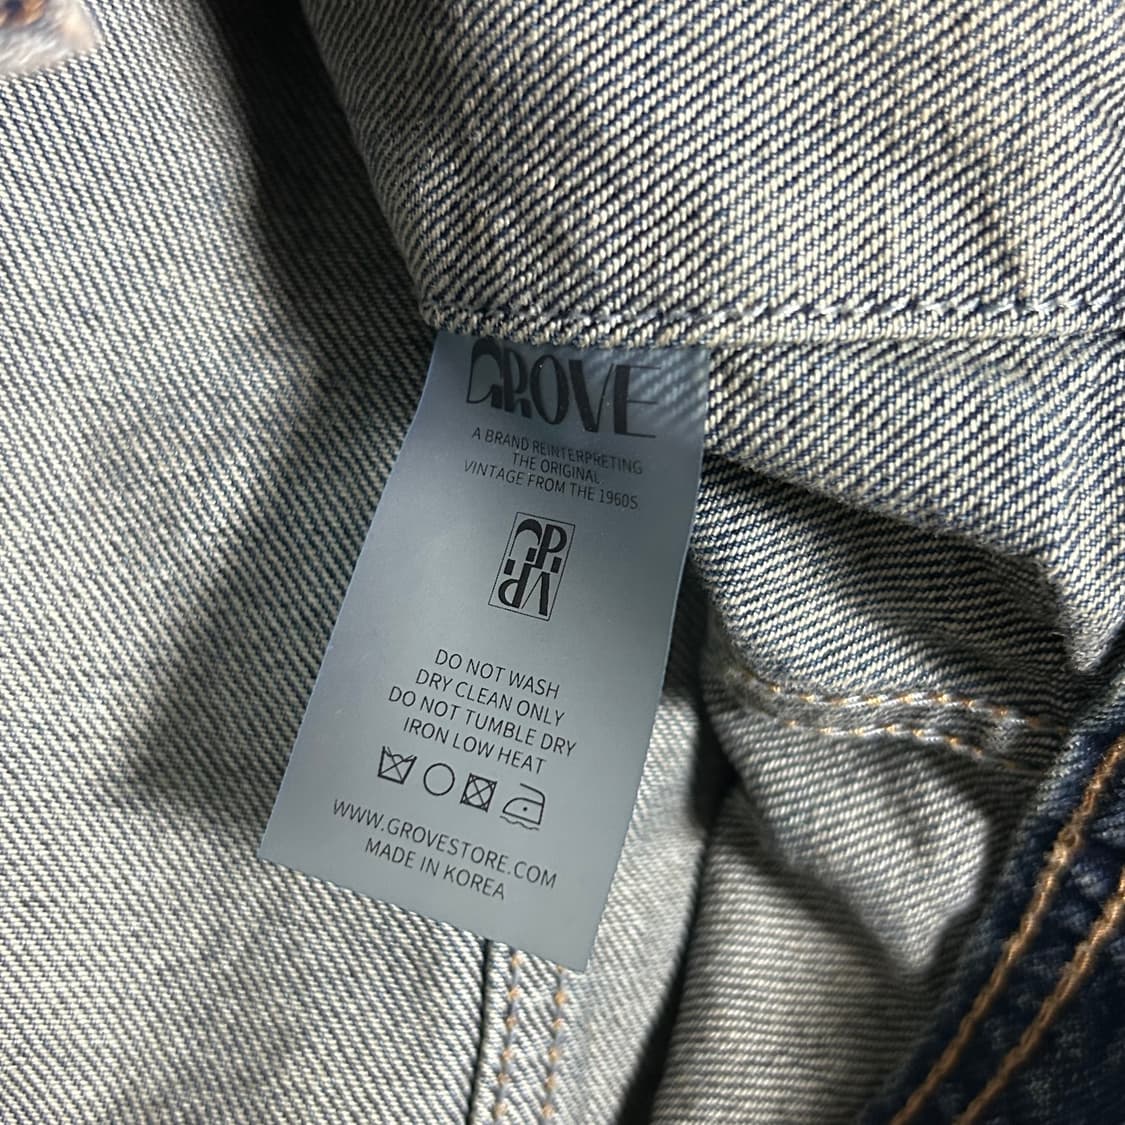 GROVE
A BRAND REINTERPRETING
THE ORIGINAL
VINTAGE FROM THE 1960S
DO NOT WASH
DRY CLEAN ONLY
DO NOT TUMBLE DRY
IRON LOW HEAT
WWW.GROVESTORE.COM
MADE IN KOREA